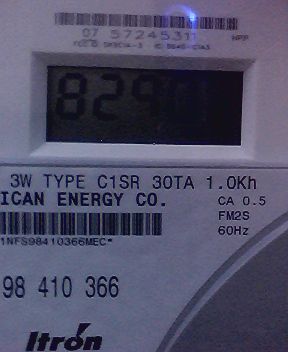 07 57245311
829
3W TYPE C1SR 30TA 1.0Kh
ICAN ENERGY CO.
CA 0.5
FM2S
60Hz
1NFS98410366MEC*
98 410 366
Itron